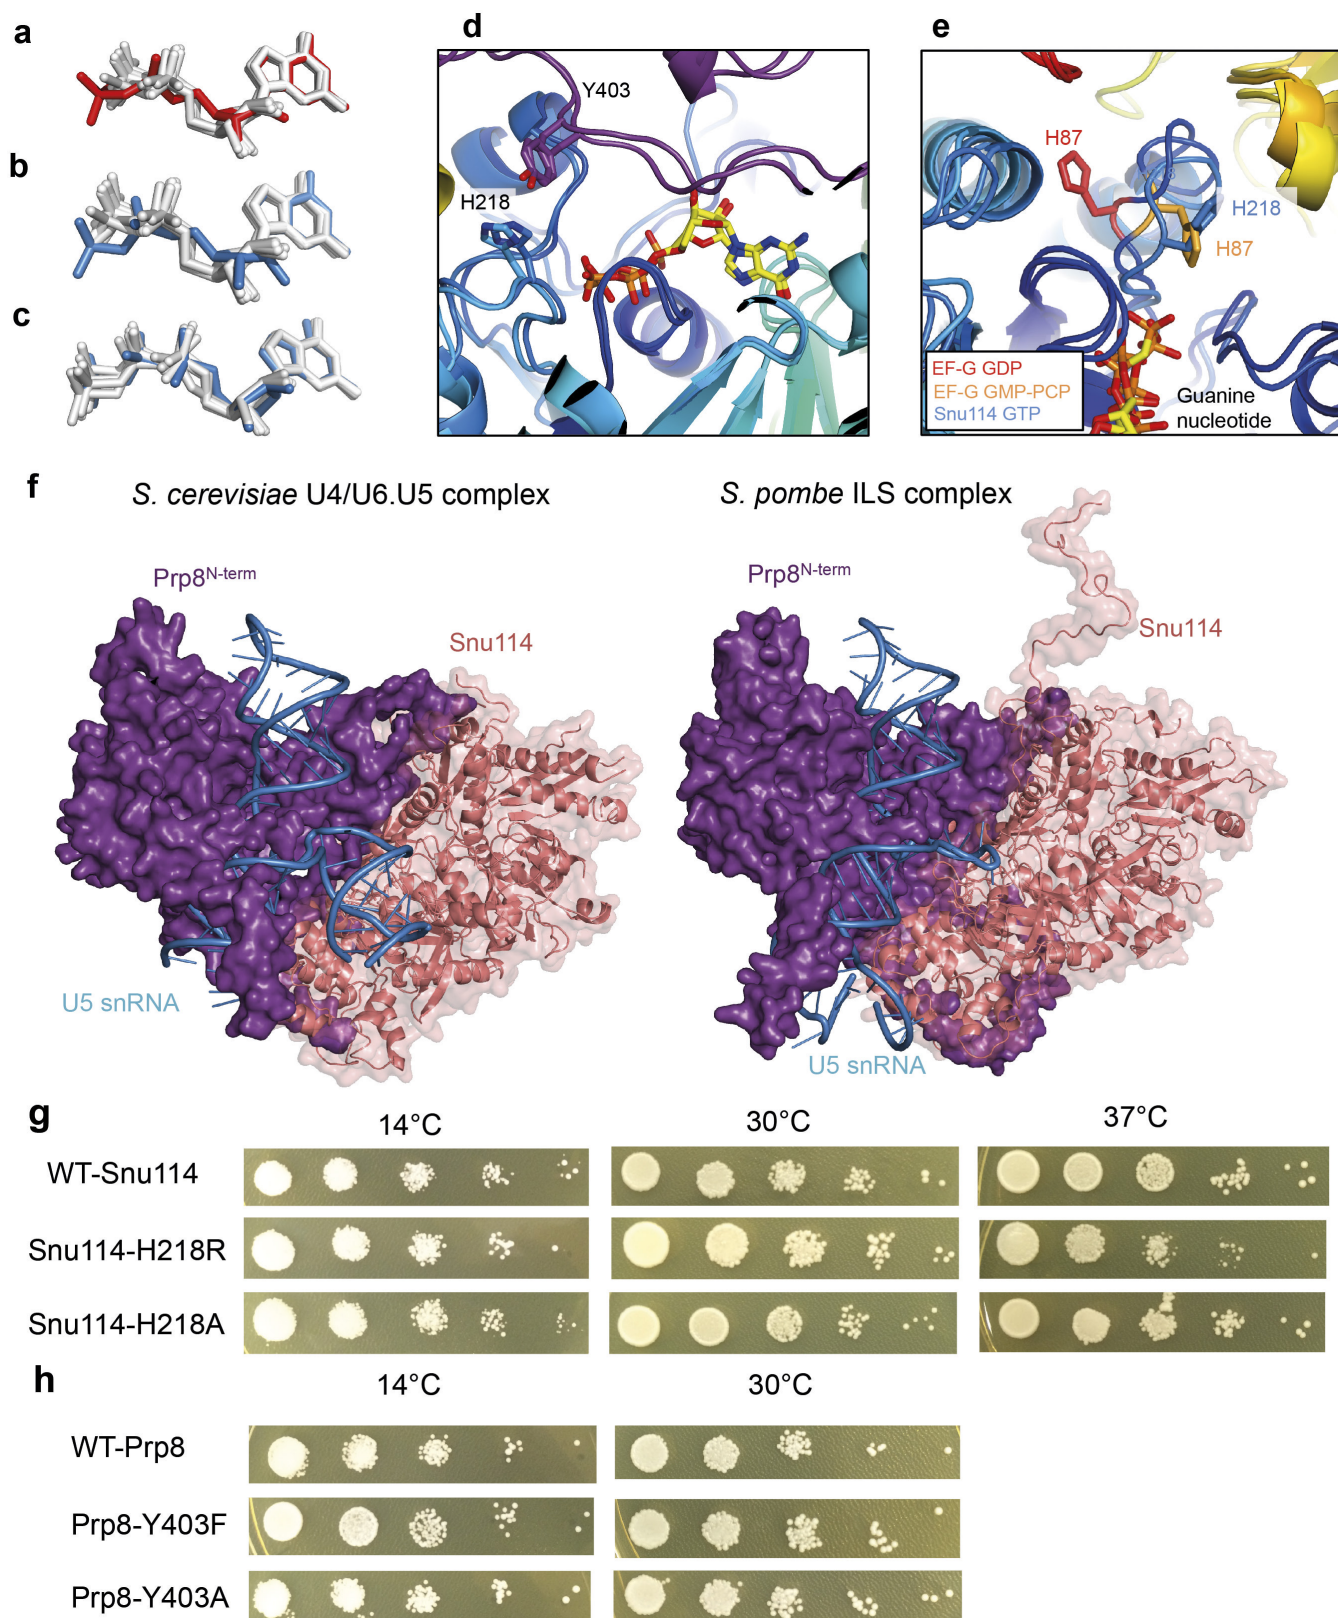 a
b
c
d
Y403
H218
e
H87
H218
H87
EF-G GDP
EF-G GMP-PCP
Snu114 GTP
Guanine
nucleotide
f
S. cerevisiae U4/U6.U5 complex
S. pombe ILS complex
Prp8N-term
Snu114
U5 snRNA
Prp8N-term
Snu114
U5 snRNA
g
14°C
30°C
37°C
WT-Snu114
Snu114-H218R
Snu114-H218A
h
14°C
30°C
WT-Prp8
Prp8-Y403F
Prp8-Y403A